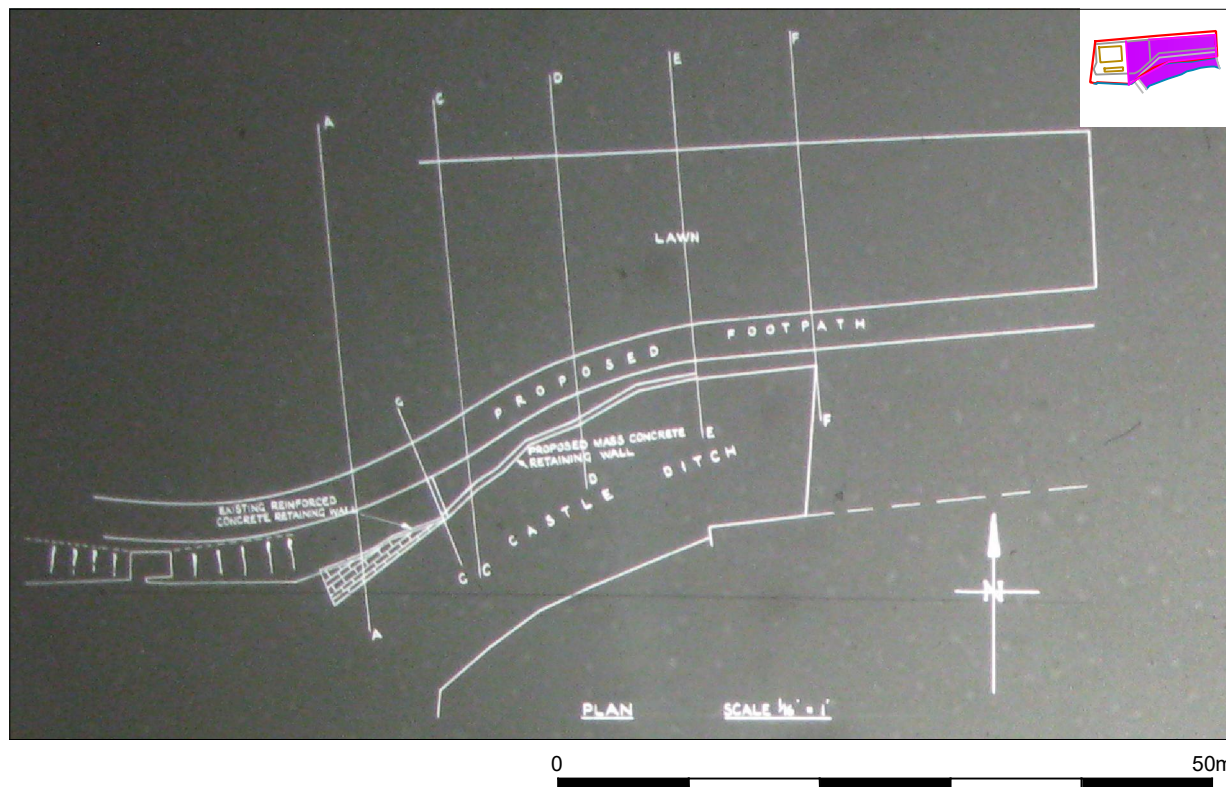 A
C
D
E
F
LAWN
PROPOSED FOOTPATH
G
PROPOSED MASS CONCRETE
RETAINING WALL
E
F
D
EXISTING REINFORCED
CONCRETE RETAINING WALL
CASTLE DITCH
G
C
A
N
PLAN
SCALE 1/16" = 1'
0
50m